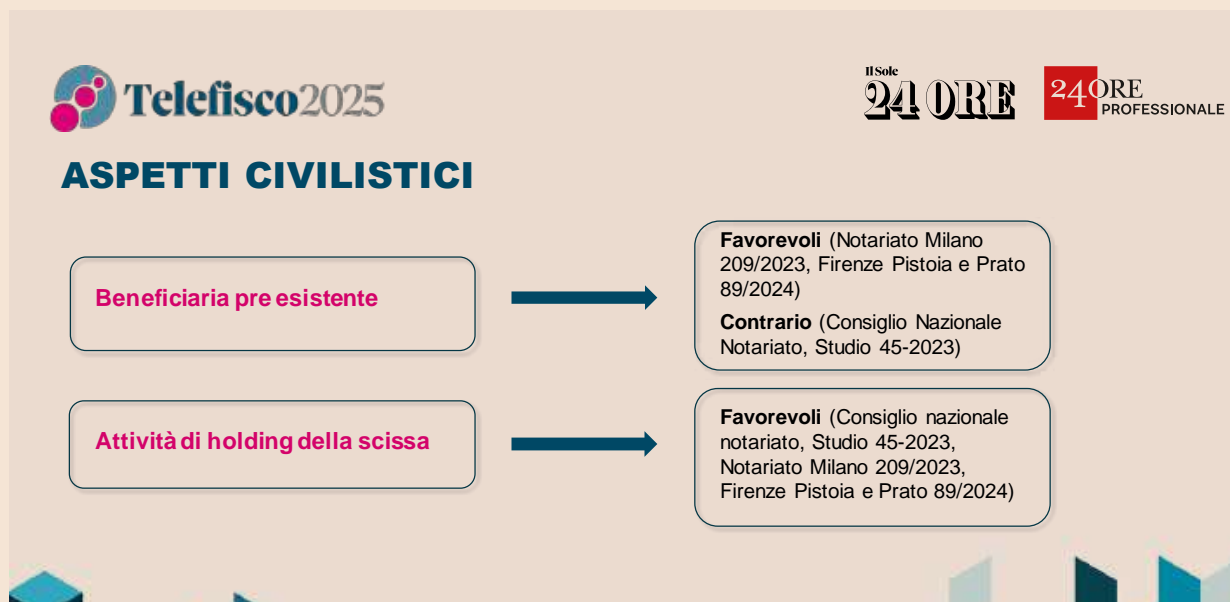 Telefisco2025
Il Sole
24 ORE
24ORE
PROFESSIONALE
ASPETTI CIVILISTICI
Beneficiaria pre esistente
Favorevoli (Notariato Milano
209/2023, Firenze Pistoia e Prato
89/2024)
Contrario (Consiglio Nazionale
Notariato, Studio 45-2023)
Attività di holding della scissa
Favorevoli (Consiglio nazionale
notariato, Studio 45-2023,
Notariato Milano 209/2023,
Firenze Pistoia e Prato 89/2024)